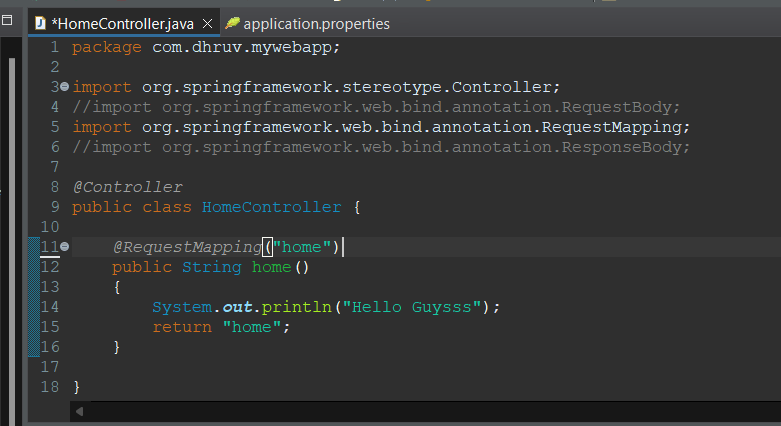 *HomeController.java application.properties
1 package com.dhruv.mywebapp;
2
3 import org.springframework.stereotype.Controller;
4 //import org.springframework.web.bind.annotation.RequestBody;
5 import org.springframework.web.bind.annotation.RequestMapping;
6 //import org.springframework.web.bind.annotation.ResponseBody;
7
8 @Controller
9 public class HomeController {
10
11 @RequestMapping("home")
12 public String home()
13 {
14 System.out.println("Hello Guysss");
15 return "home";
16 }
17
18 }